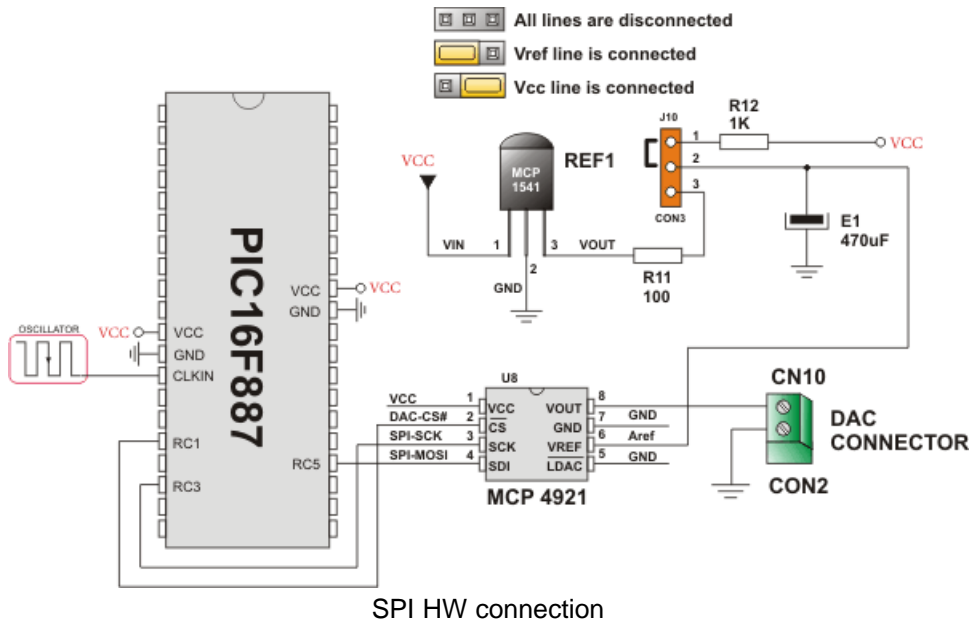 All lines are disconnected
Vref line is connected
Vcc line is connected
J10
R12
1K
1
VCC
2
3
CON3
REF1
MCP
1541
VCC
VIN
1
3
VOUT
2
GND
R11
100
E1
470uF
PIC16F887
VCC
VCC
GND
OSCILLATOR
VCC
VCC
GND
CLKIN
RC1
RC5
RC3
U8
VCC
1
VCC
VOUT
8
DAC-CS#
2
CS
GND
7
GND
SPI-SCK
3
SCK
VREF
6
Aref
SPI-MOSI
4
SDI
LDAC
5
GND
MCP 4921
CN10
DAC
CONNECTOR
CON2
SPI HW connection